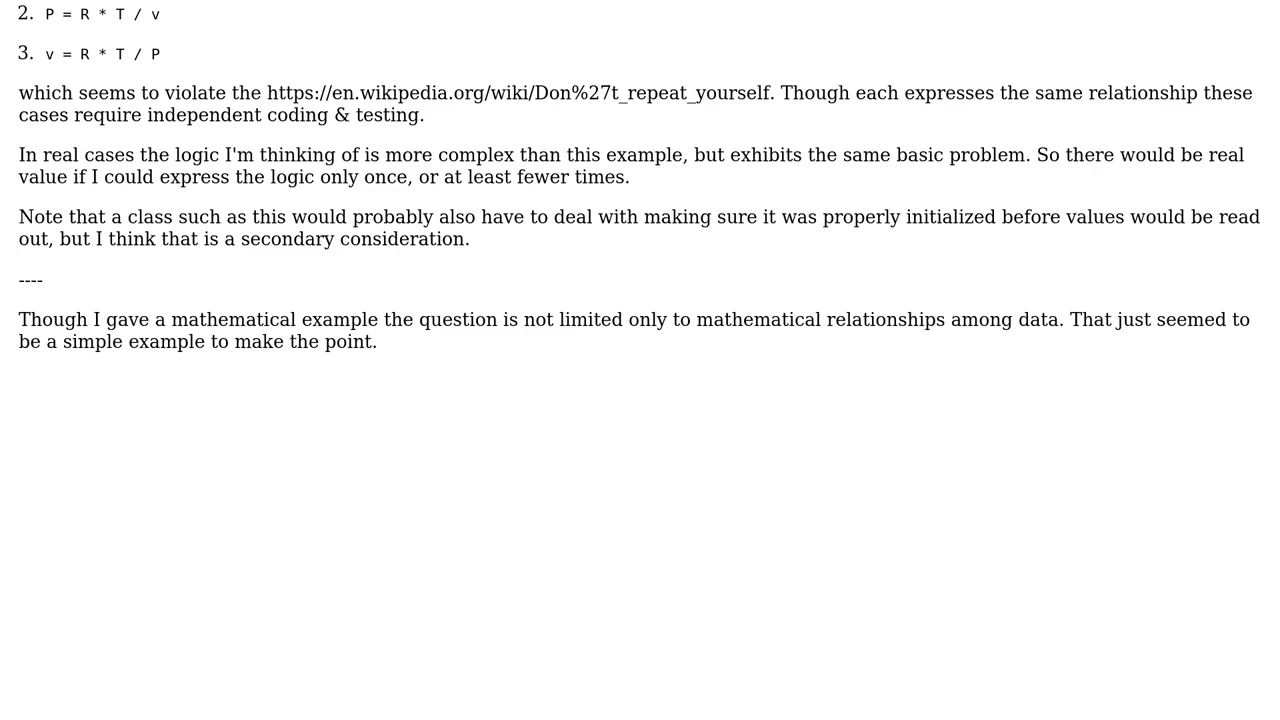 2. P = R * T / v
3. v = R * T / P
which seems to violate the https://en.wikipedia.org/wiki/Don%27t_repeat_yourself. Though each expresses the same relationship these
cases require independent coding & testing.
In real cases the logic I'm thinking of is more complex than this example, but exhibits the same basic problem. So there would be real
value if I could express the logic only once, or at least fewer times.
Note that a class such as this would probably also have to deal with making sure it was properly initialized before values would be read
out, but I think that is a secondary consideration.
----
Though I gave a mathematical example the question is not limited only to mathematical relationships among data. That just seemed to
be a simple example to make the point.